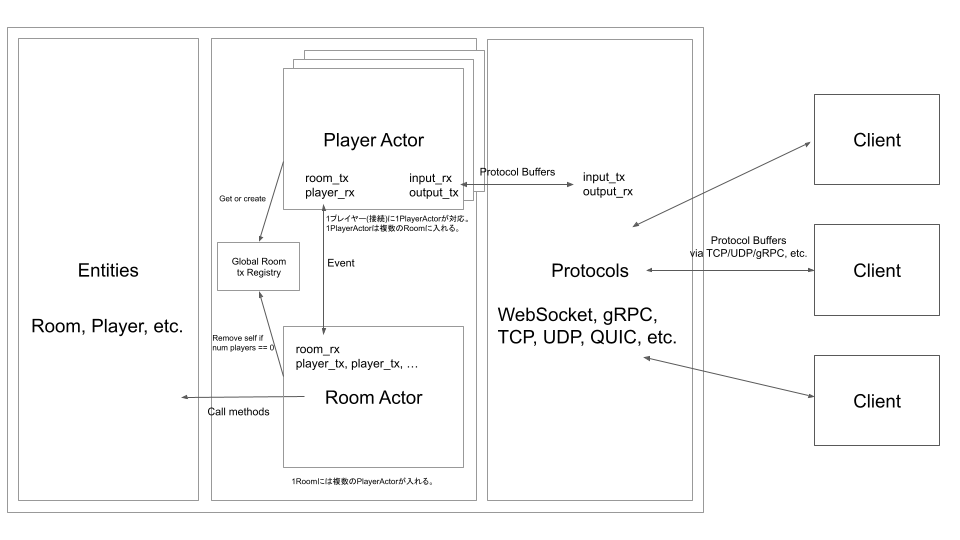 Entities
Room, Player, etc.
Player Actor
room_tx
player_rx
input_rx
output_tx
1プレイヤー(接続)に1PlayerActorが対応。
1PlayerActorは複数のRoomに入れる。
Get or create
Global Room
tx Registry
Event
Remove self if
num players == 0
room_rx
player_tx, player_tx, …
Room Actor
Call methods
1Roomには複数のPlayerActorが入れる。
Protocol Buffers
input_tx
output_rx
Protocols
WebSocket, gRPC,
TCP, UDP, QUIC, etc.
Protocol Buffers
via TCP/UDP/gRPC, etc.
Client
Client
Client